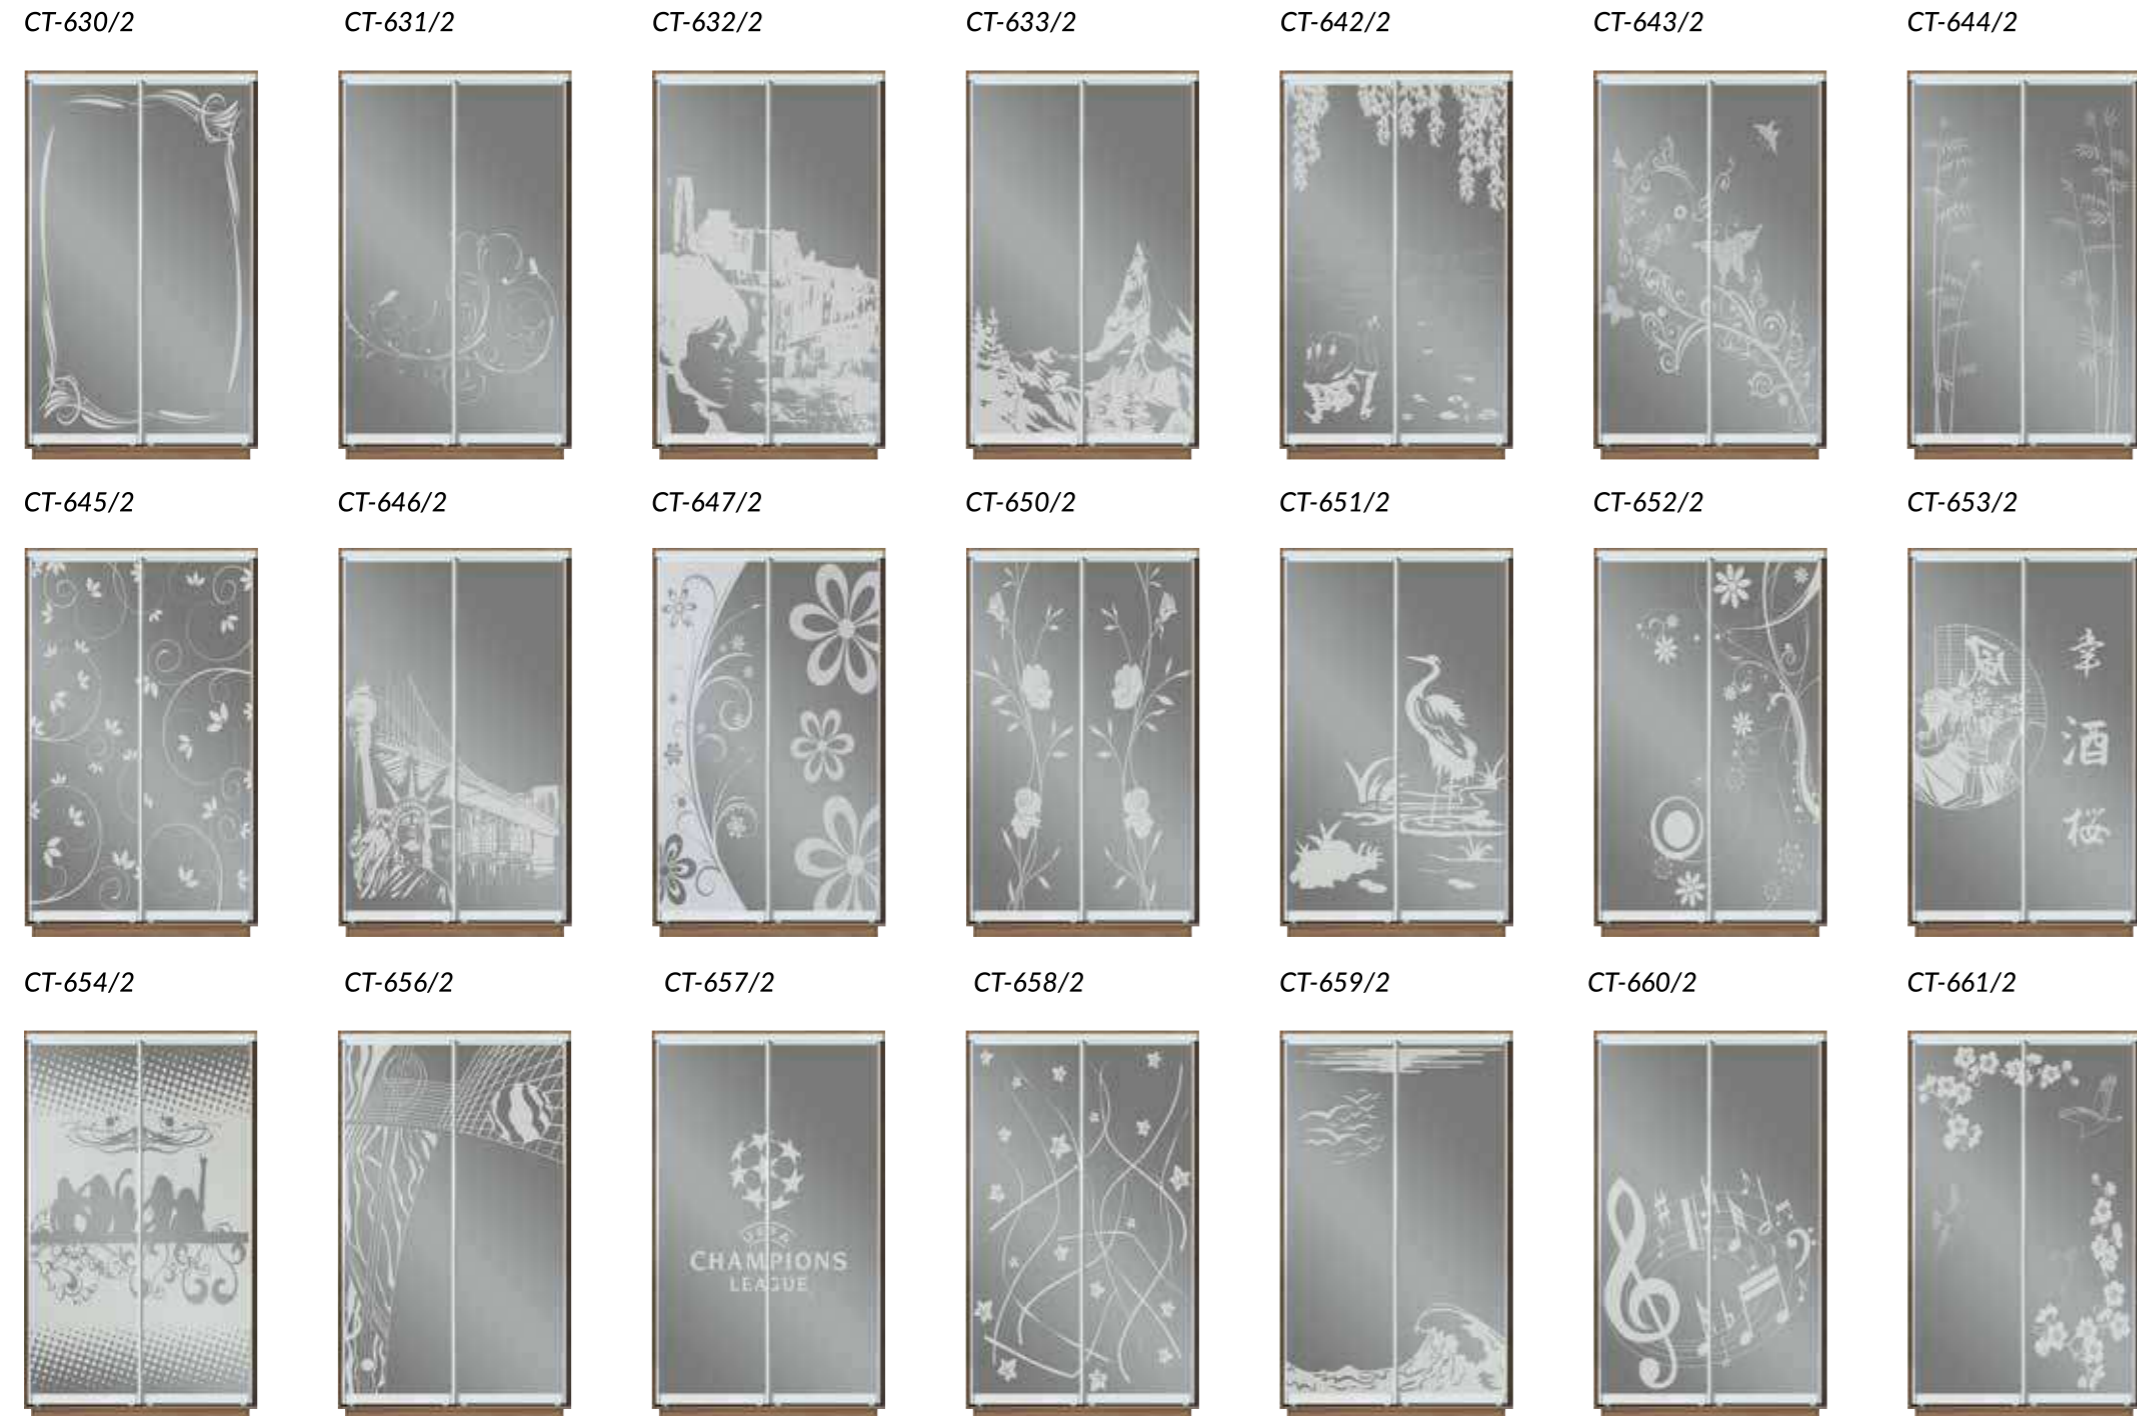 CT-630/2 CT-631/2 CT-632/2 CT-633/2 CT-642/2 CT-643/2 CT-644/2
CT-645/2 CT-646/2 CT-647/2 CT-650/2 CT-651/2 CT-652/2 CT-653/2
風
幸
酒
桜
CT-654/2 CT-656/2 CT-657/2 CT-658/2 CT-659/2 CT-660/2 CT-661/2
UEFA
CHAMPIONS
LEAGUE